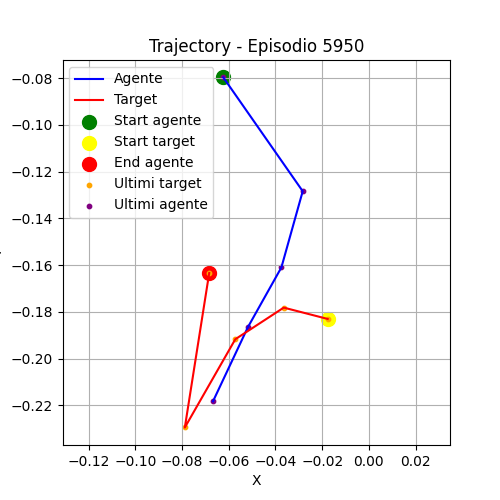 Trajectory - Episodio 5950
Agente
Target
Start agente
Start target
End agente
Ultimi target
Ultimi agente
−0.08
−0.10
−0.12
−0.14
−0.16
−0.18
−0.20
−0.22
−0.12
−0.10
−0.08
−0.06
−0.04
−0.02
0.00
0.02
X